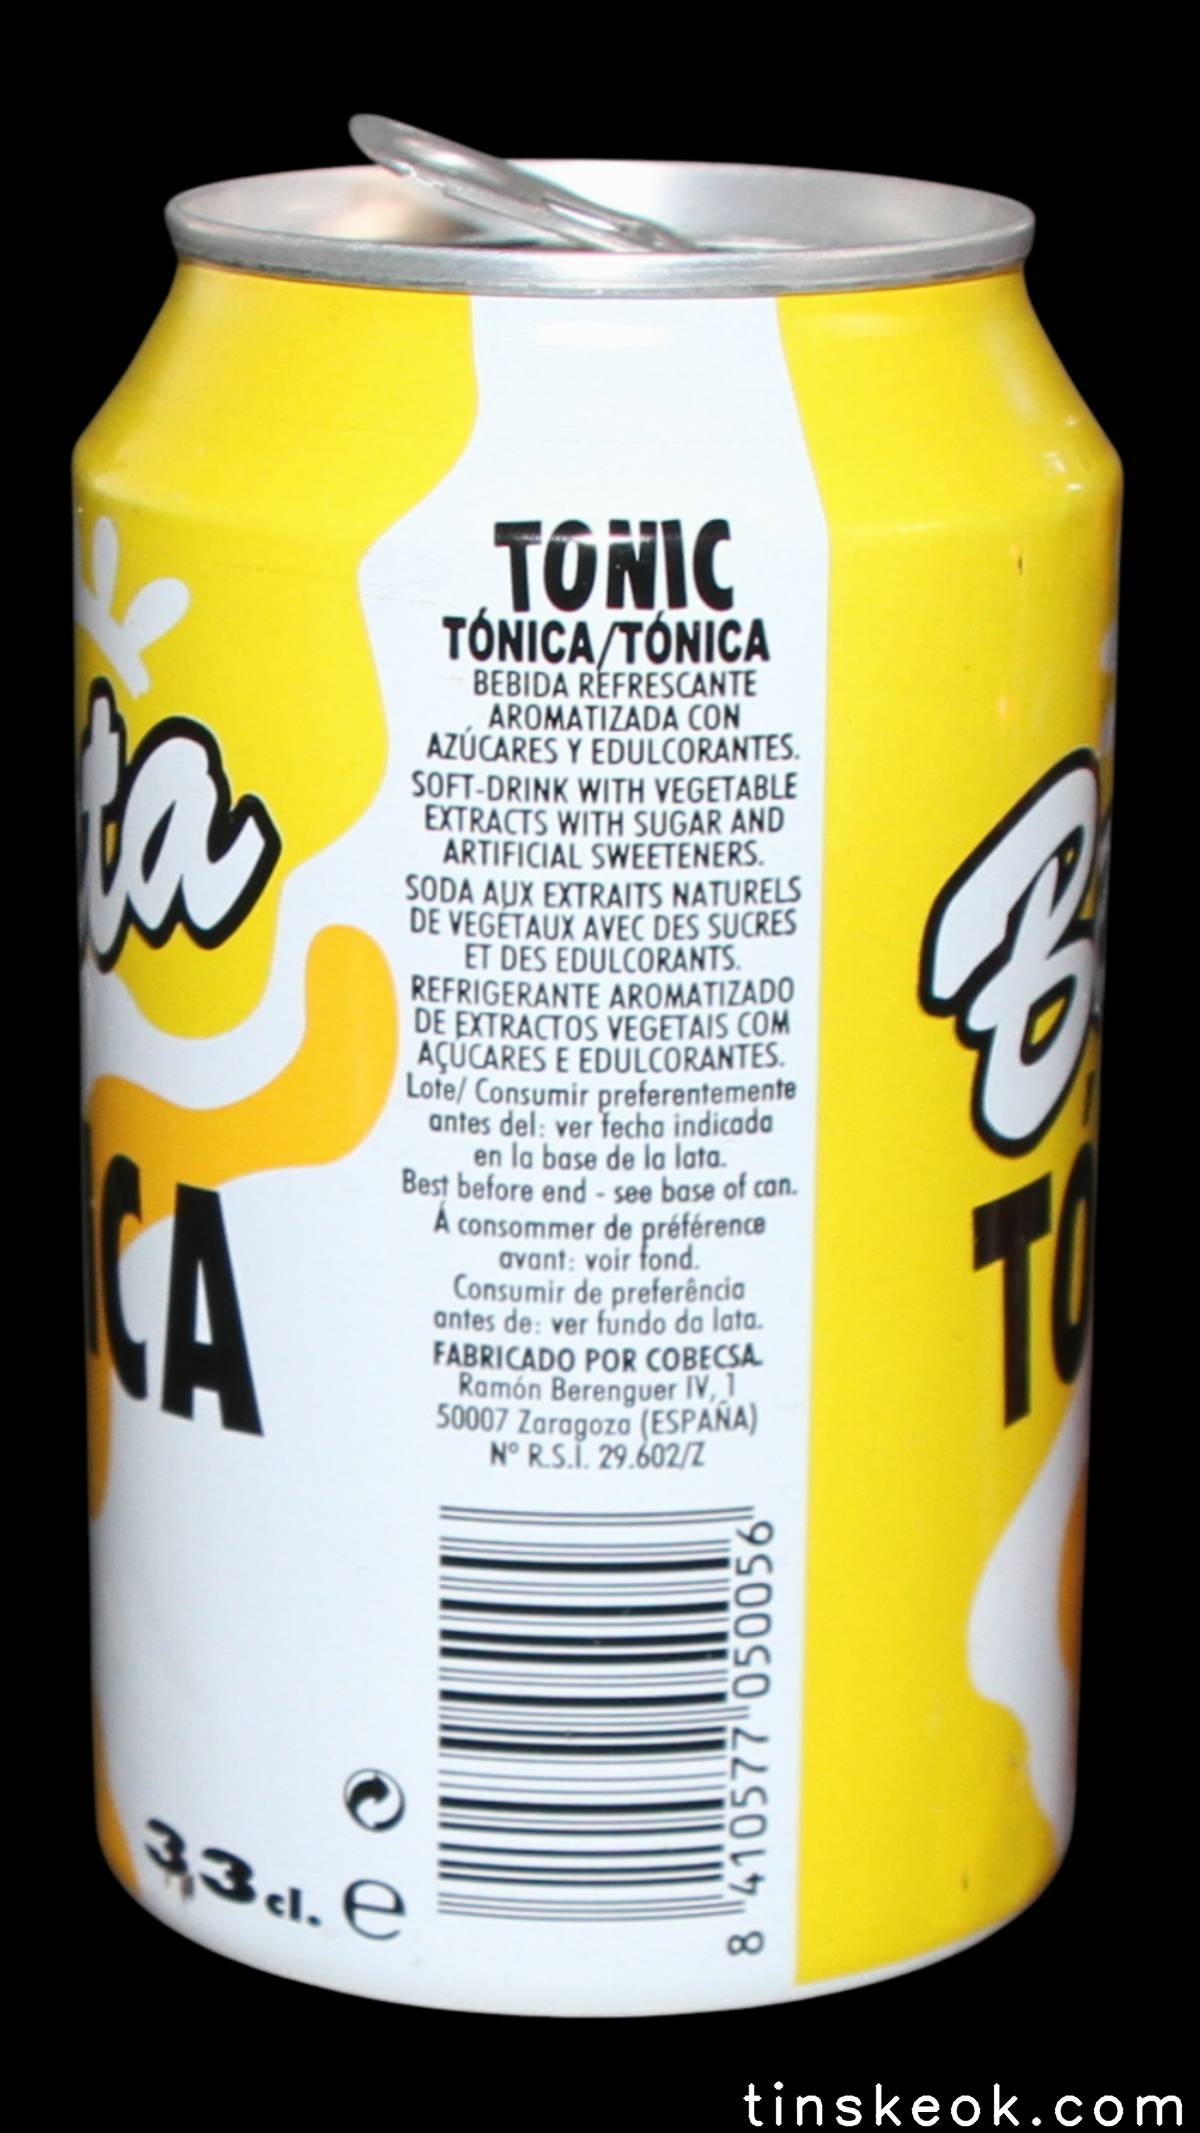 TONIC
TÓNICA/TÓNICA
BEBIDA REFRESCANTE
AROMATIZADA CON
AZÚCARES Y EDULCORANTES.
SOFT-DRINK WITH VEGETABLE
EXTRACTS WITH SUGAR AND
ARTIFICIAL SWEETENERS.
SODA AUX EXTRAITS NATURELS
DE VEGÉTAUX AVEC DES SUCRES
ET DES EDULCORANTS.
REFRIGERANTE AROMATIZADO
DE EXTRACTOS VEGETAIS COM
AÇÚCARES E EDULCORANTES.
Lote/ Consumir preferentemente
antes del: ver fecha indicada
en la base de la lata.
Best before end - see base of can.
Á consommer de préférence
avant: voir fond.
Consumir de preferência
antes de: ver fundo da lata.
FABRICADO POR COBECSA
Ramón Berenguer IV, 1
50007 Zaragoza (ESPAÑA)
Nº R.S.I. 29.602/Z
8 410577 050056
33 cl. e
ta
ICA
B
TÓ
tinskeok.com